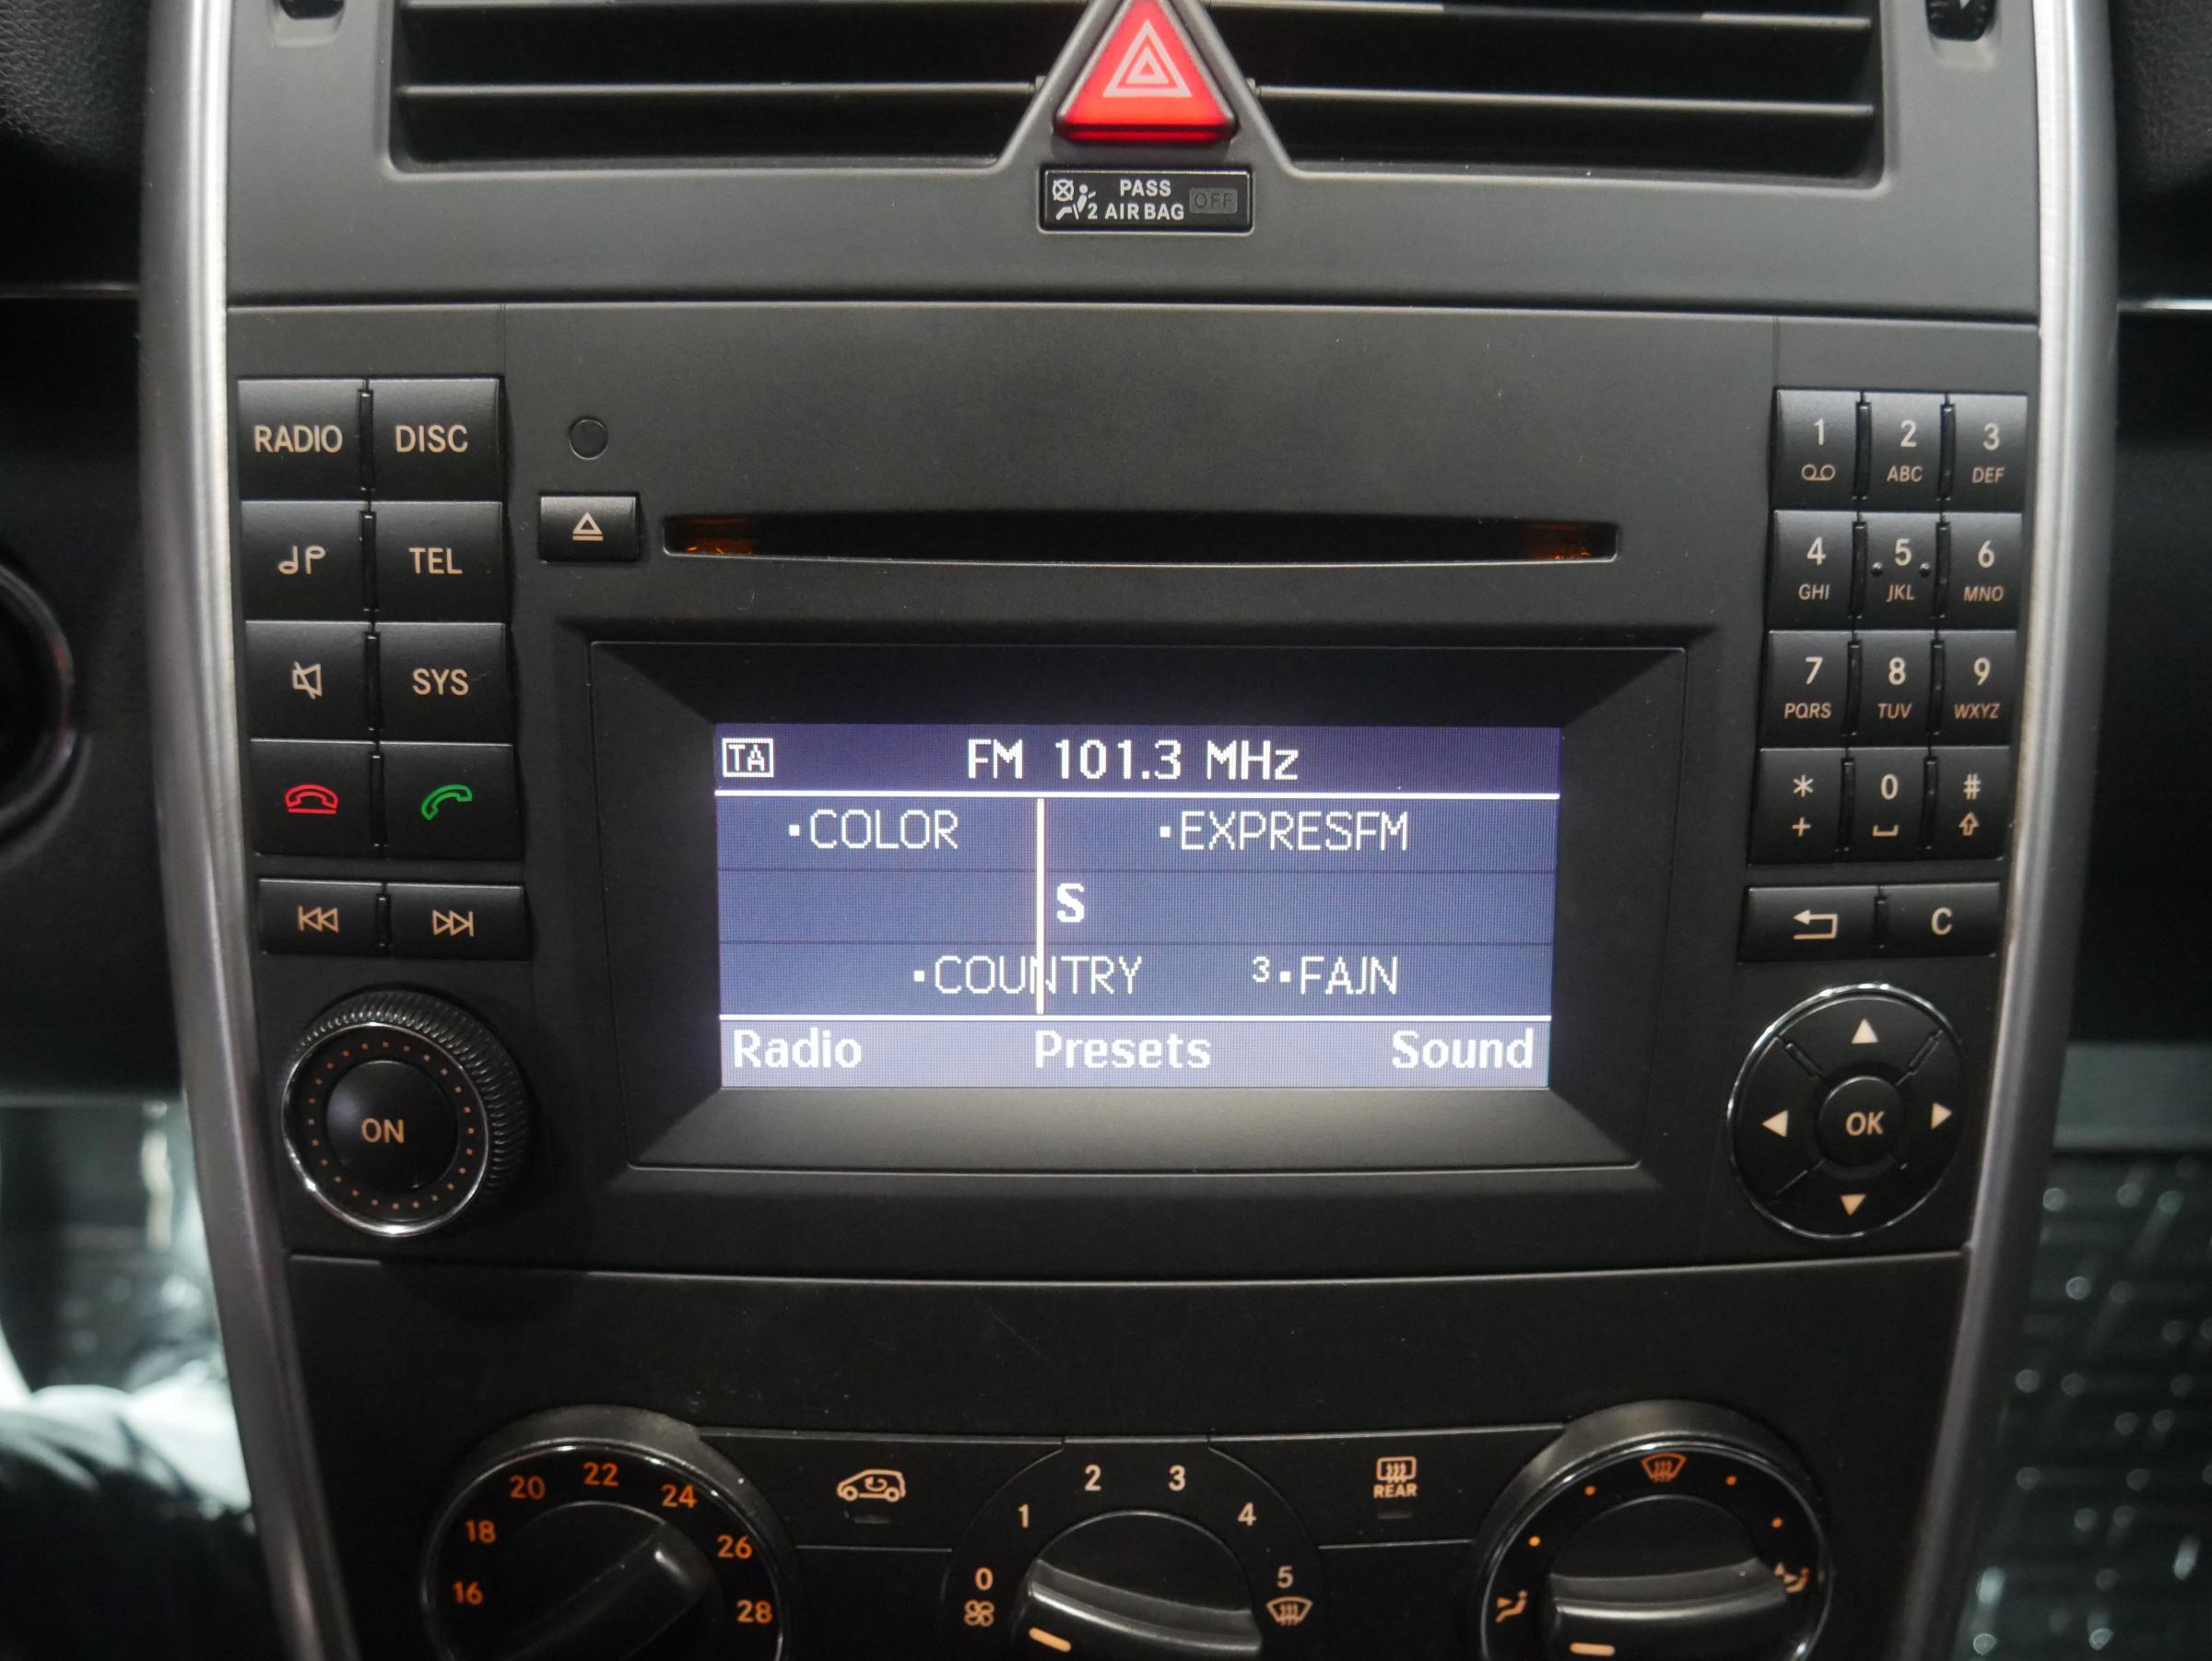 PASS
2 AIRBAG OFF
RADIO DISC
TEL
SYS
1 2 3
ABC DEF
4 5 6
GHI JKL MNO
7 8 9
PQRS TUV WXYZ
* 0 #
+
C
TA FM 101.3 MHz
COLOR EXPRESFM
S
COUNTRY 3 FAJN
Radio Presets Sound
ON
OK
16 18 20 22 24 26 28
0 1 2 3 4 5
REAR